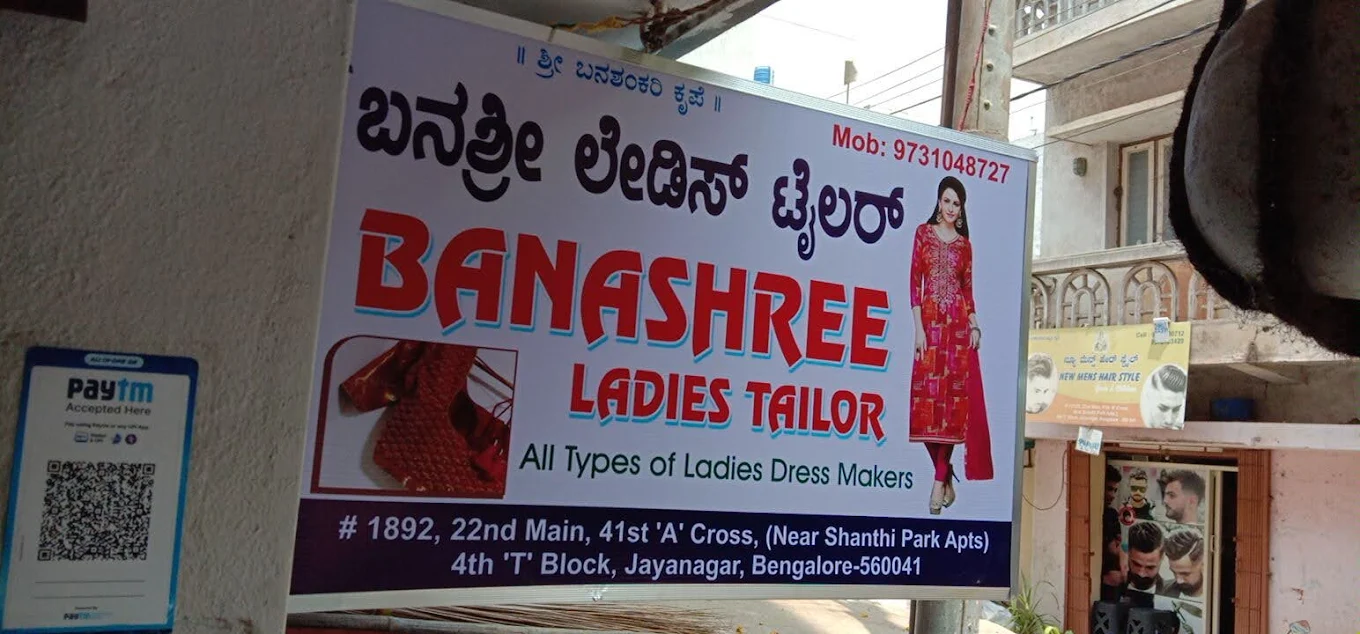 ॥ ಶ್ರೀ ಬನಶಂಕರಿ ಕೃಪೆ ॥
ಬನಶ್ರೀ ಲೇಡಿಸ್ ಟೈಲರ್
Mob: 9731048727
BANASHREE
LADIES TAILOR
All Types of Ladies Dress Makers
# 1892, 22nd Main, 41st 'A' Cross, (Near Shanthi Park Apts)
4th 'T' Block, Jayanagar, Bengalore-560041
paytm
Accepted Here
ನ್ಯೂ ಮೆನ್ಸ್ ಹೇರ್ ಸ್ಟೈಲ್
NEW MENS HAIR STYLE